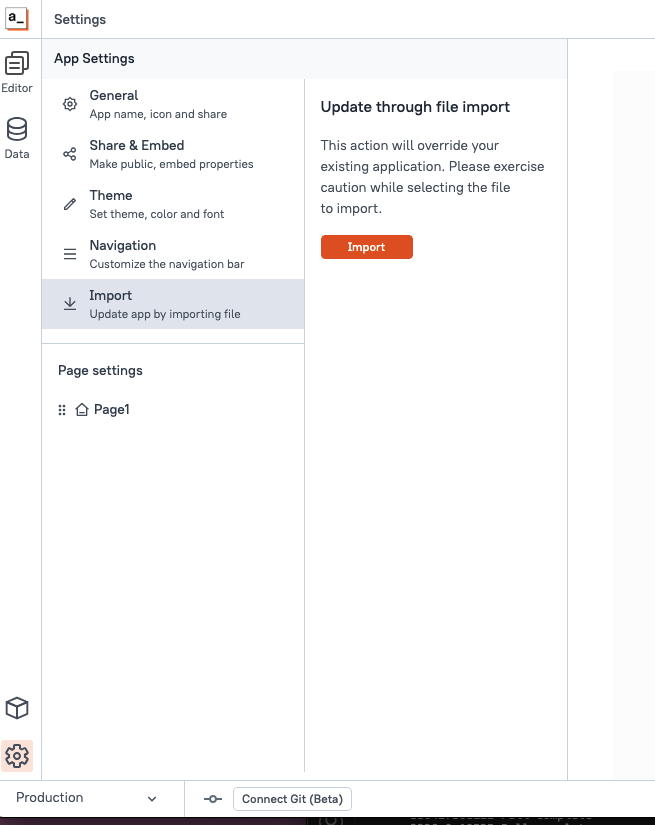 a_
Settings
Editor
Data
App Settings
General
App name, icon and share
Share & Embed
Make public, embed properties
Theme
Set theme, color and font
Navigation
Customize the navigation bar
Import
Update app by importing file
Page settings
Page1
Update through file import
This action will override your
existing application. Please exercise
caution while selecting the file
to import.
Import
Production
Connect Git (Beta)